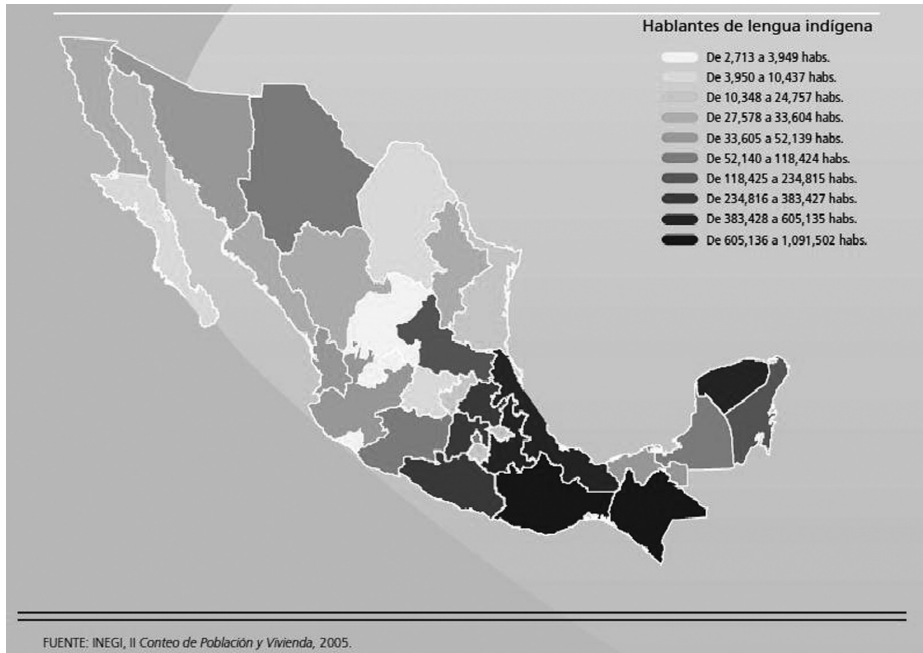 Hablantes de lengua indígena
De 2,713 a 3,949 habs.
De 3,950 a 10,437 habs.
De 10,348 a 24,757 habs.
De 27,578 a 33,604 habs.
De 33,605 a 52,139 habs.
De 52,140 a 118,424 habs.
De 118,425 a 234,815 habs.
De 234,816 a 383,427 habs.
De 383,428 a 605,135 habs.
De 605,136 a 1,091,502 habs.
FUENTE: INEGI, II Conteo de Población y Vivienda, 2005.